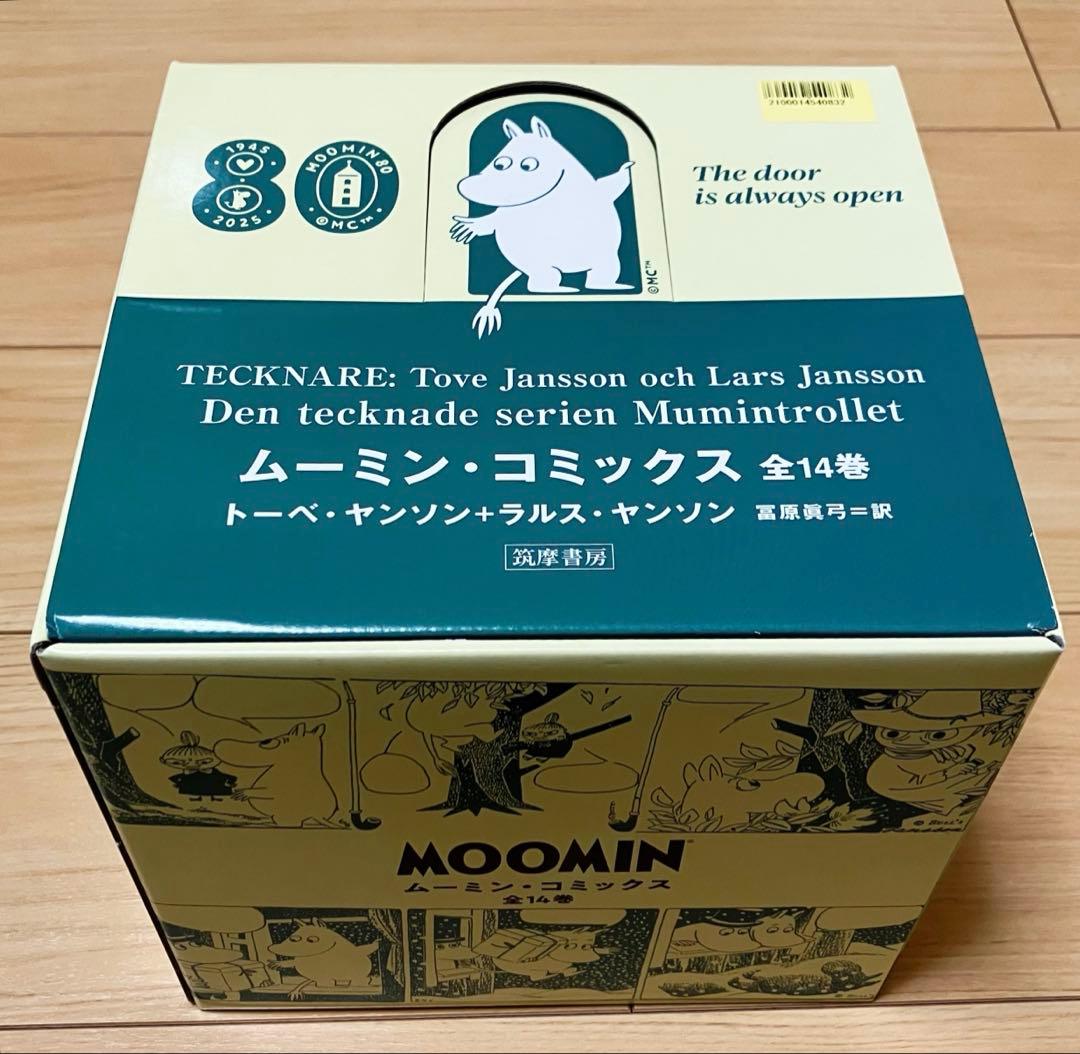 1945
2025
MOOMIN 80
©MC™
©MC™
2100014540832
The door
is always open
TECKNARE: Tove Jansson och Lars Jansson
Den tecknade serien Mumintrollet
ムーミン・コミックス 全14巻
トーベ・ヤンソン+ラルス・ヤンソン 冨原眞弓=訳
筑摩書房
MOOMIN
ムーミン・コミックス
全14巻
© BULL'S